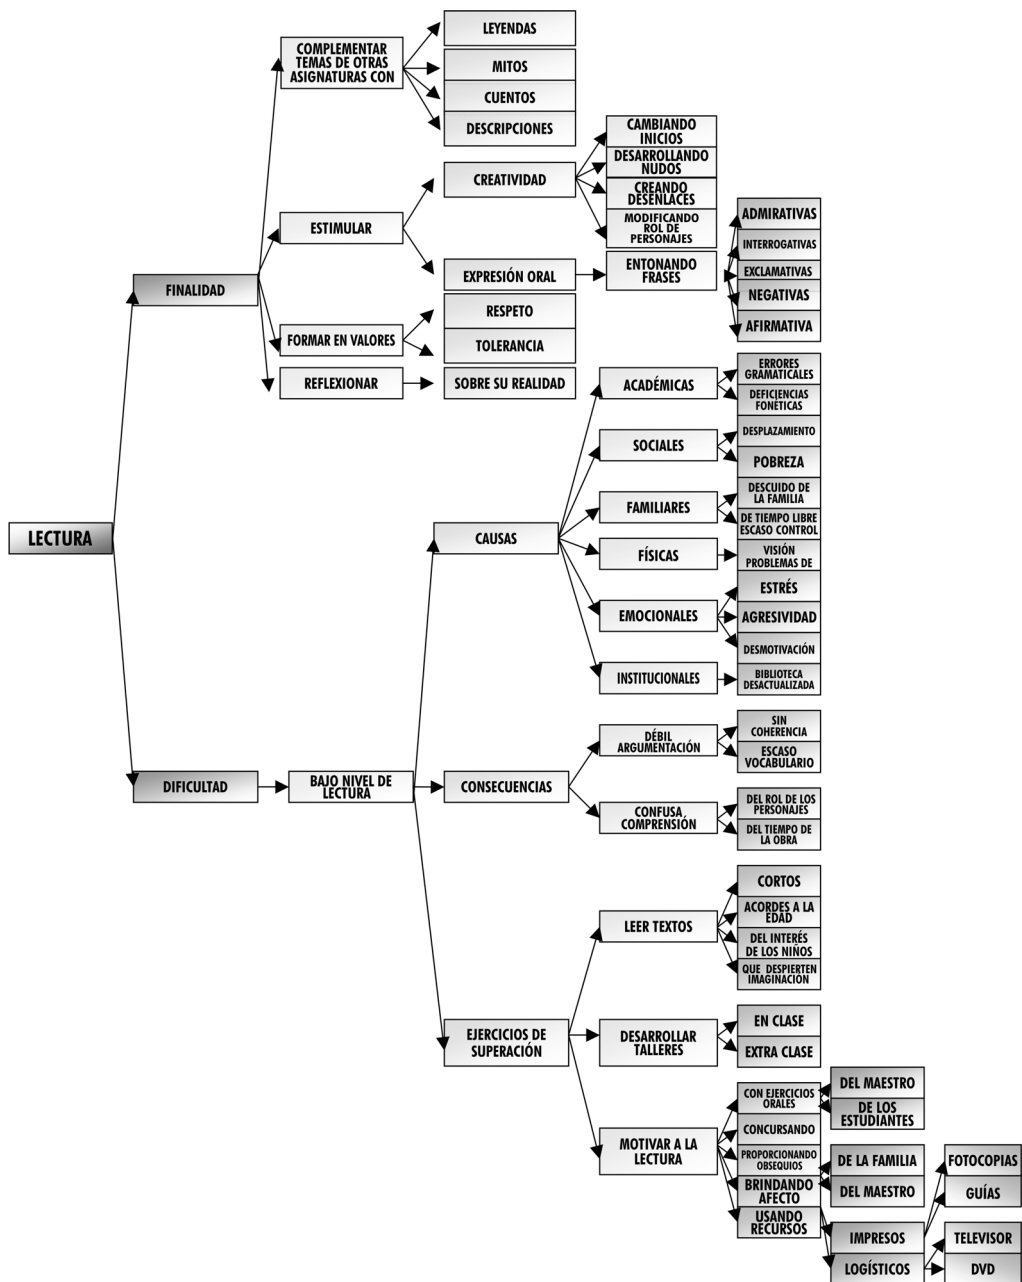 COMPLEMENTAR
TEMAS DE OTRAS
ASIGNATURAS CON
LEYENDAS
MITOS
CUENTOS
DESCRIPCIONES
ESTIMULAR
CREATIVIDAD
CAMBIANDO
INICIOS
DESARROLLANDO
NUDOS
CREANDO
DESENLACES
MODIFICANDO
ROL DE
PERSONAJES
EXPRESIÓN ORAL
ENTONANDO
FRASES
ADMIRATIVAS
INTERROGATIVAS
EXCLAMATIVAS
NEGATIVAS
AFIRMATIVA
FINALIDAD
FORMAR EN VALORES
RESPETO
TOLERANCIA
REFLEXIONAR
SOBRE SU REALIDAD
LECTURA
DIFICULTAD
BAJO NIVEL DE
LECTURA
CAUSAS
ACADÉMICAS
ERRORES
GRAMATICALES
DEFICIENCIAS
FONÉTICAS
SOCIALES
DESPLAZAMIENTO
POBREZA
FAMILIARES
DESCUIDO DE
LA FAMILIA
DE TIEMPO LIBRE
ESCASO CONTROL
FÍSICAS
VISIÓN
PROBLEMAS DE
EMOCIONALES
ESTRÉS
AGRESIVIDAD
DESMOTIVACIÓN
INSTITUCIONALES
BIBLIOTECA
DESACTUALIZADA
CONSECUENCIAS
DÉBIL
ARGUMENTACIÓN
SIN
COHERENCIA
ESCASO
VOCABULARIO
CONFUSA
COMPRENSIÓN
DEL ROL DE LOS
PERSONAJES
DEL TIEMPO DE
LA OBRA
EJERCICIOS DE
SUPERACIÓN
LEER TEXTOS
CORTOS
ACORDES A LA
EDAD
DEL INTERÉS
DE LOS NIÑOS
QUE DESPIERTEN
IMAGINACIÓN
DESARROLLAR
TALLERES
EN CLASE
EXTRA CLASE
MOTIVAR A LA
LECTURA
CON EJERCICIOS
ORALES
DEL MAESTRO
DE LOS
ESTUDIANTES
CONCURSANDO
PROPORCIONANDO
OBSEQUIOS
BRINDANDO
AFECTO
DE LA FAMILIA
DEL MAESTRO
USANDO
RECURSOS
IMPRESOS
FOTOCOPIAS
GUÍAS
LOGÍSTICOS
TELEVISOR
DVD